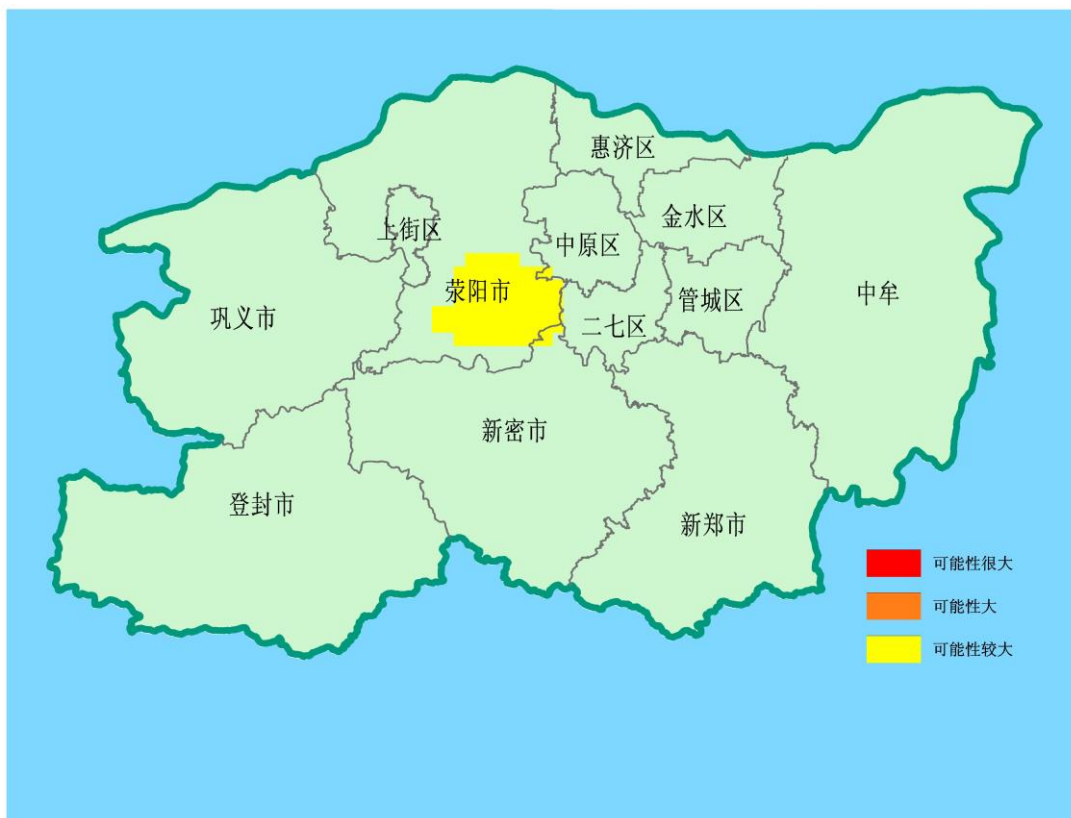 惠济区
金水区
上街区
中原区
荥阳市
中牟
管城区
巩义市
二七区
新密市
登封市
新郑市
可能性很大
可能性大
可能性较大